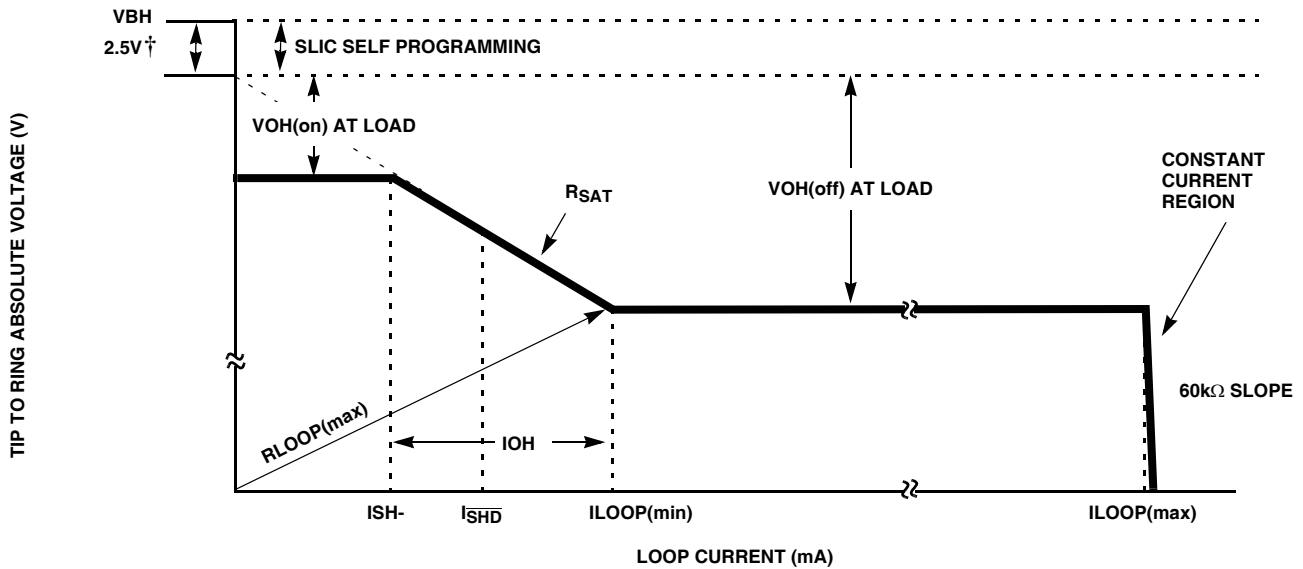 VBH
2.5V †
SLIC SELF PROGRAMMING
VOH(on) AT LOAD
RSAT
VOH(off) AT LOAD
CONSTANT
CURRENT
REGION
TIP TO RING ABSOLUTE VOLTAGE (V)
RLOOP(max)
IOH
60kΩ SLOPE
ISH-
ISHD
ILOOP(min)
ILOOP(max)
LOOP CURRENT (mA)